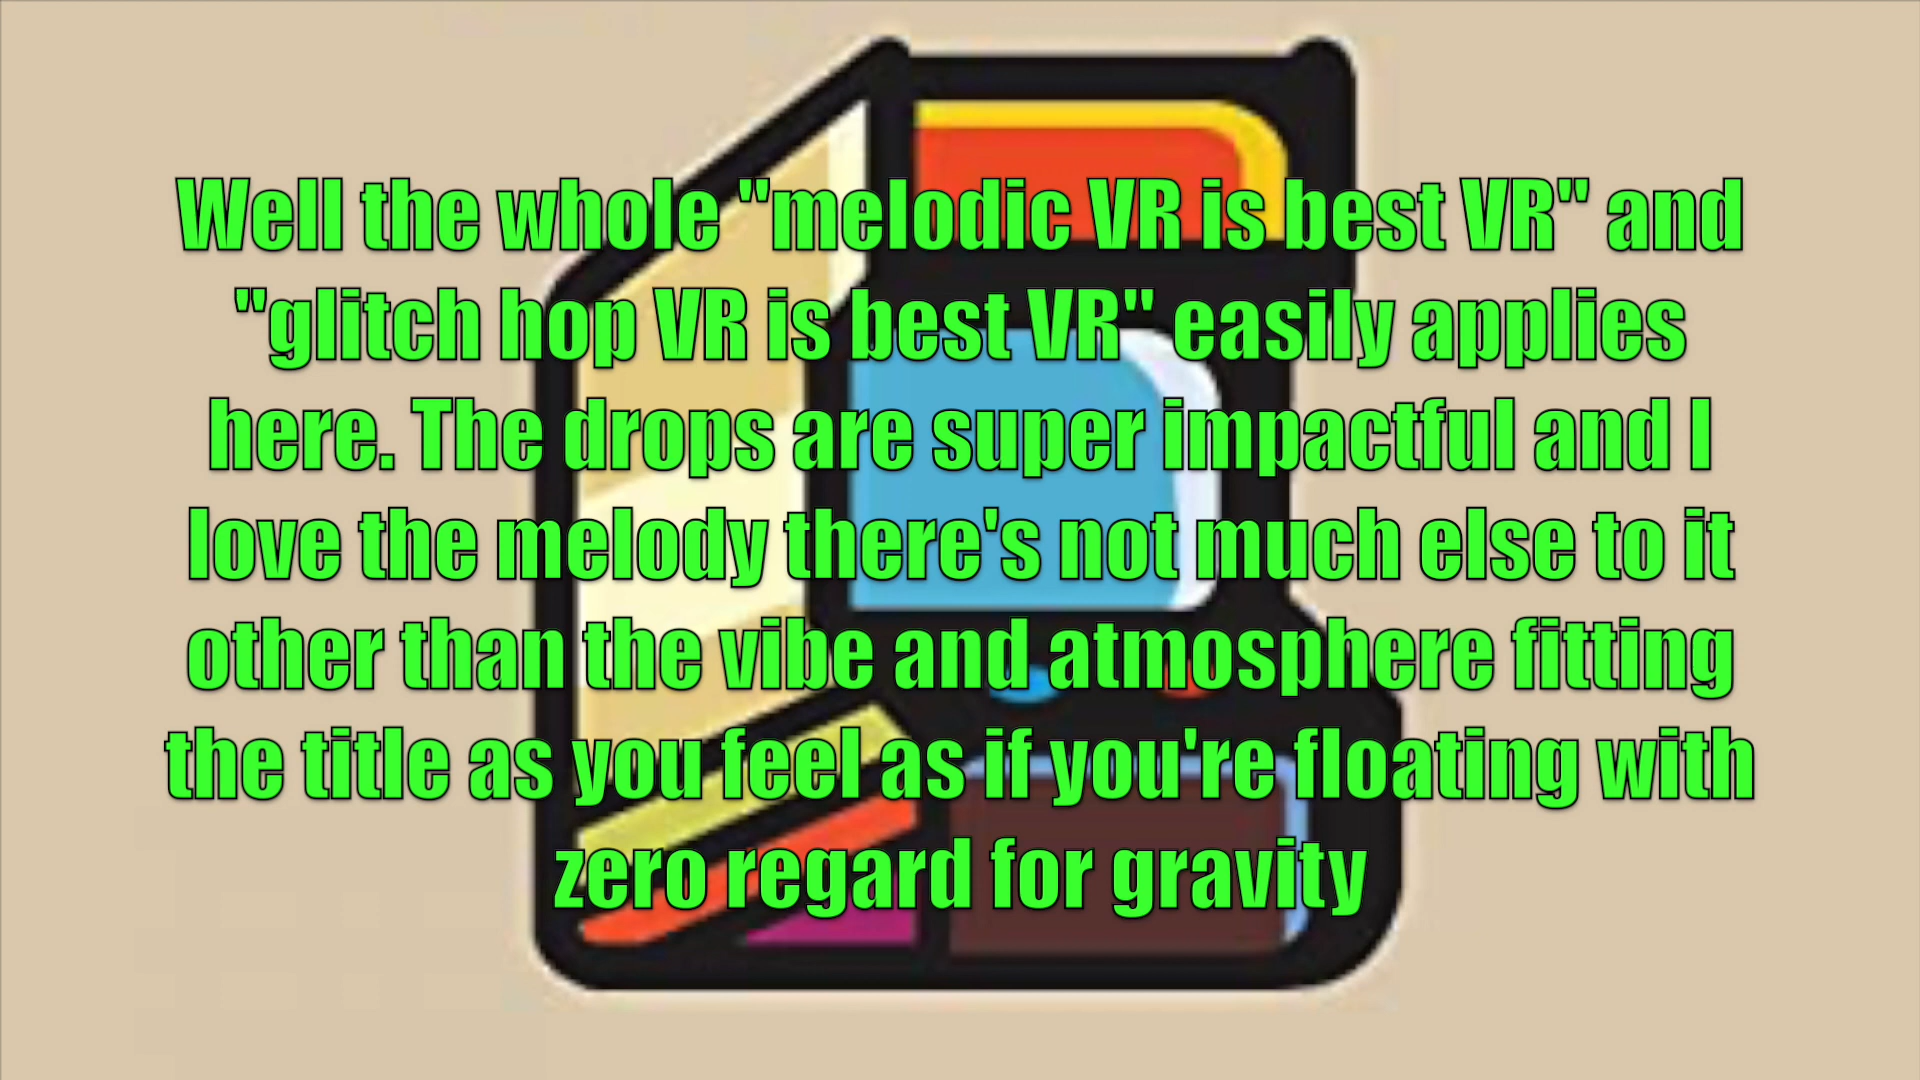 Well the whole "melodic VR is best VR" and
"glitch hop VR is best VR" easily applies
here. The drops are super impactful and I
love the melody there's not much else to it
other than the vibe and atmosphere fitting
the title as you feel as if you're floating with
zero regard for gravity